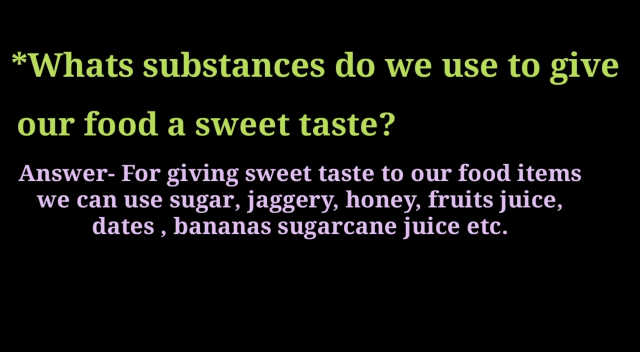 *Whats substances do we use to give
our food a sweet taste?
Answer- For giving sweet taste to our food items
we can use sugar, jaggery, honey, fruits juice,
dates , bananas sugarcane juice etc.